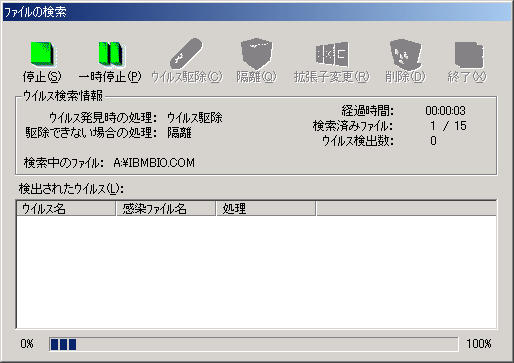 ファイルの検索
停止(S) 一時停止(P) ウイルス駆除(C) 隔離(Q) 拡張子変更(R) 削除(D) 終了(X)
ウイルス検索情報
ウイルス発見時の処理: ウイルス駆除
駆除できない場合の処理: 隔離
経過時間: 00:00:03
検索済みファイル: 1 / 15
ウイルス検出数: 0
検索中のファイル: A:¥IBMBIO.COM
検出されたウイルス(L):
ウイルス名 感染ファイル名 処理
0% 100%